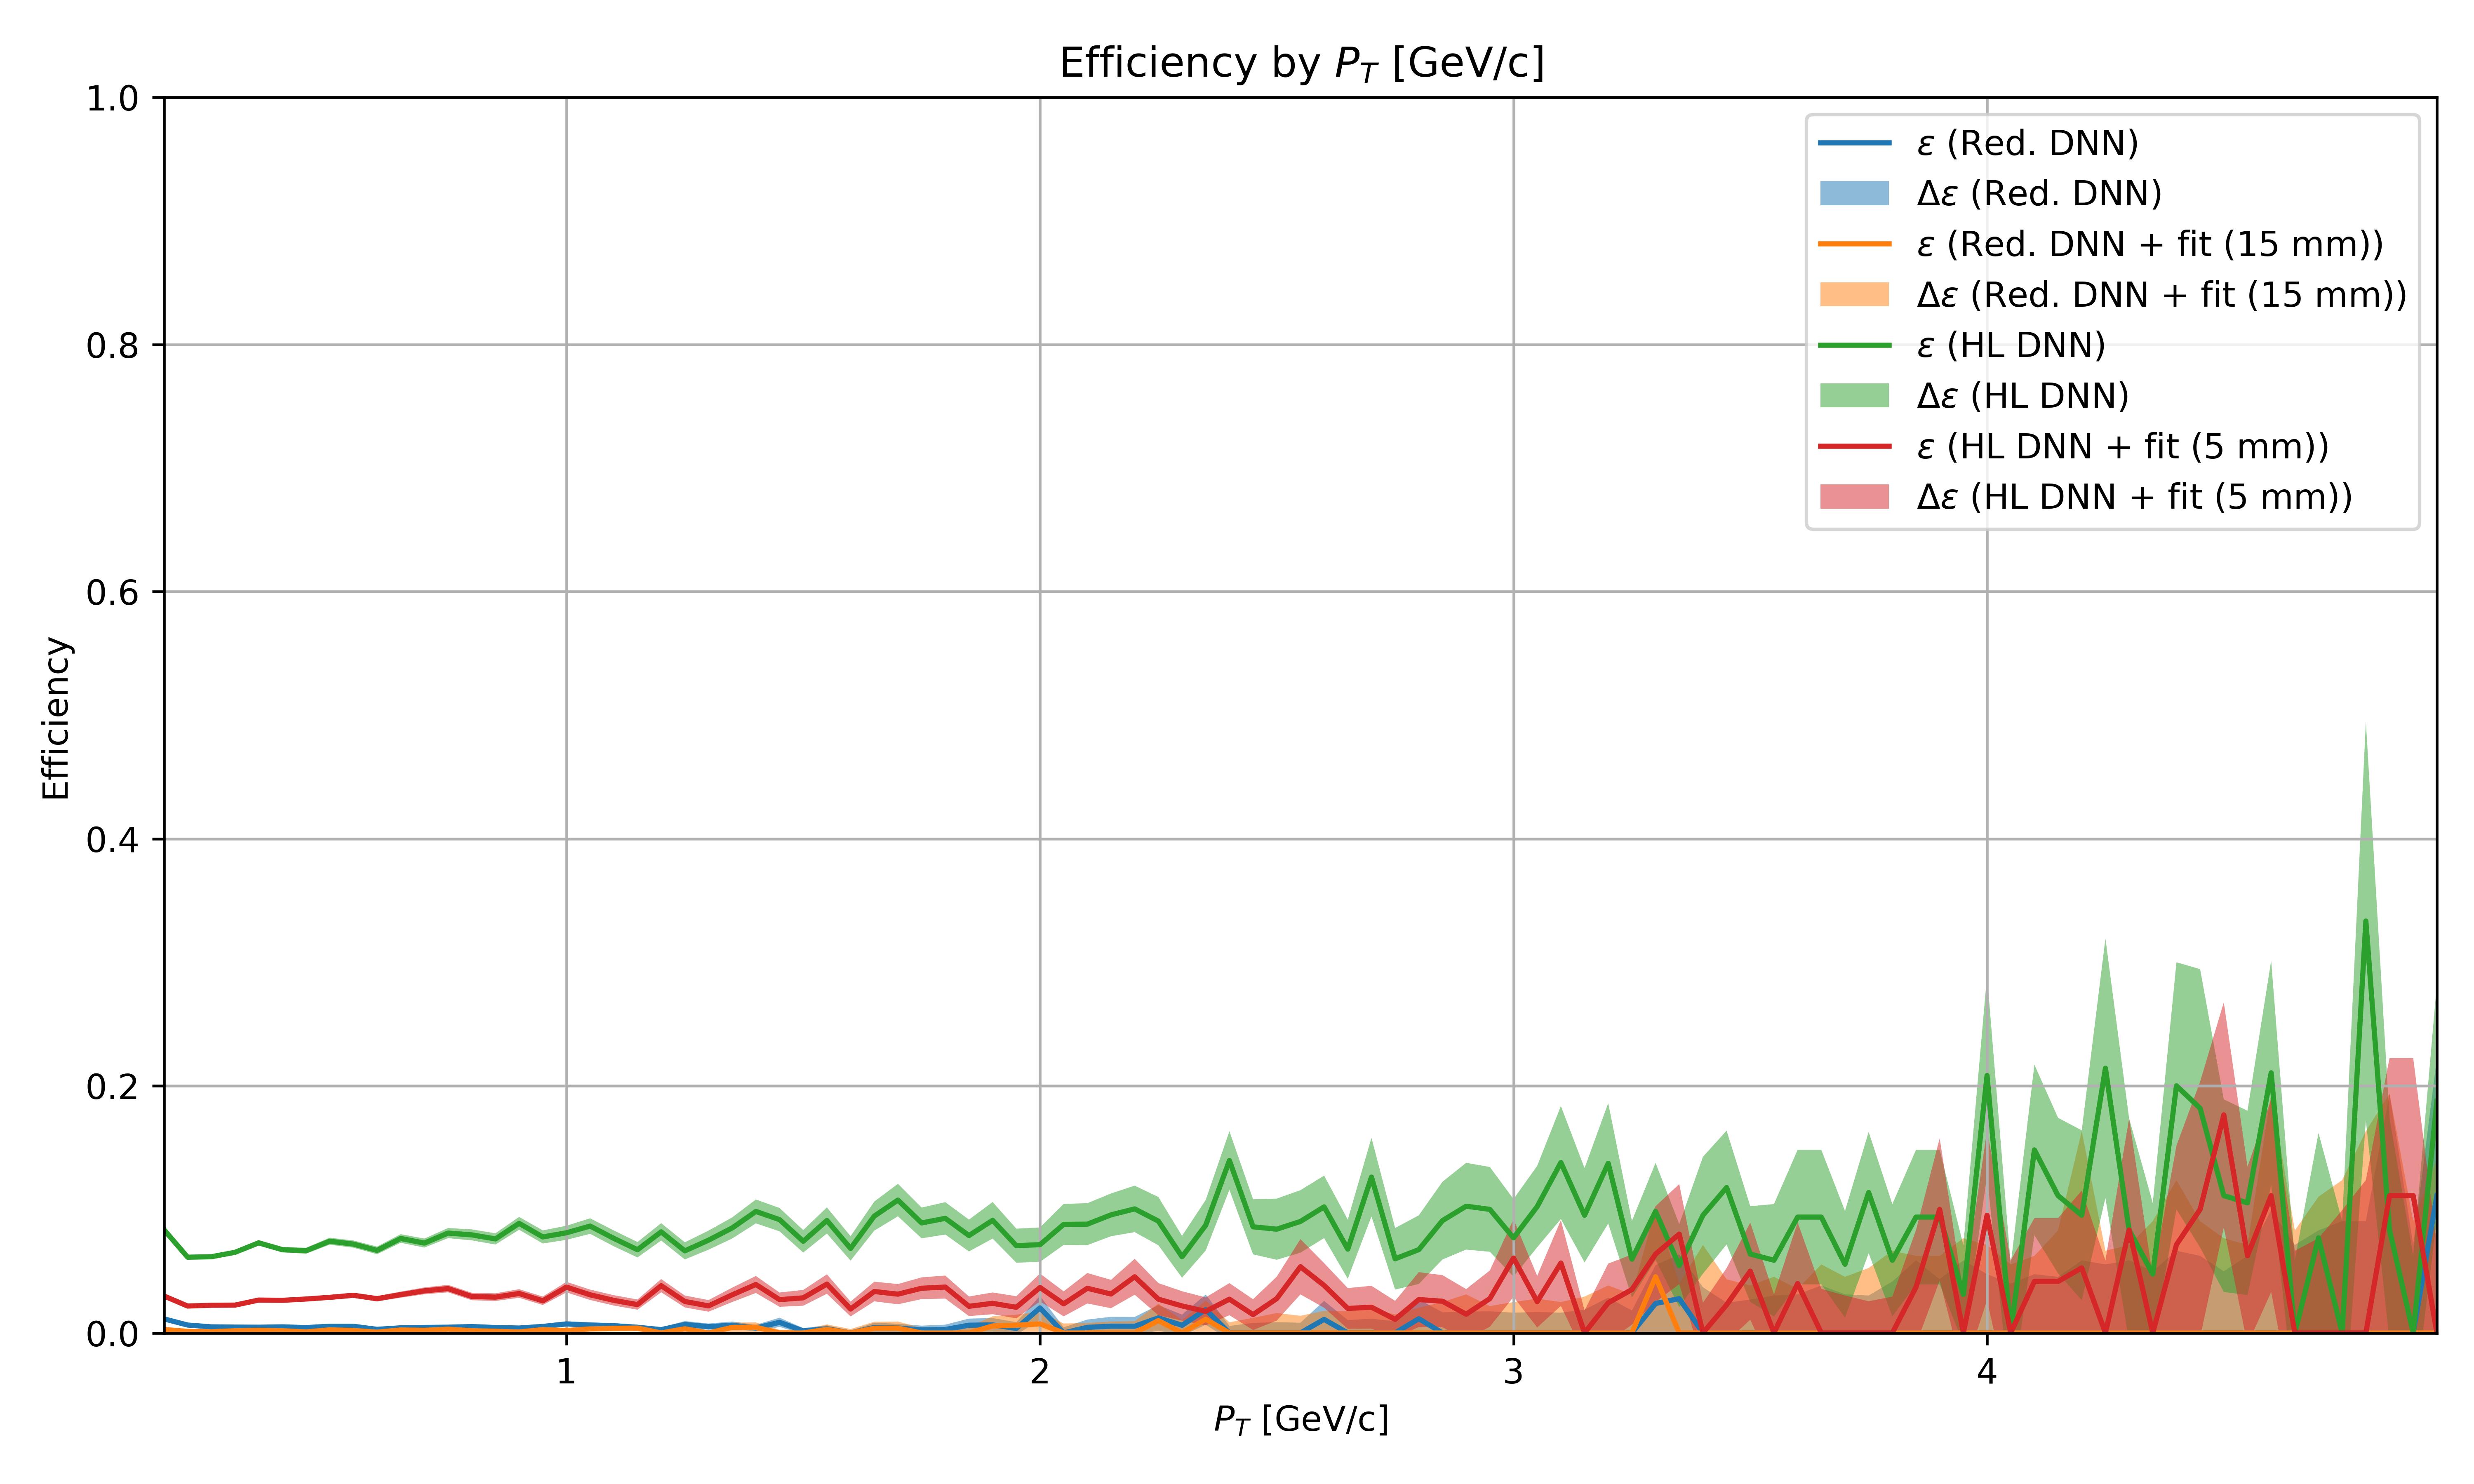 Efficiency by P_T [GeV/c]
1.0
0.8
0.6
0.4
0.2
0.0
Efficiency
ε (Red. DNN)
Δε (Red. DNN)
ε (Red. DNN + fit (15 mm))
Δε (Red. DNN + fit (15 mm))
ε (HL DNN)
Δε (HL DNN)
ε (HL DNN + fit (5 mm))
Δε (HL DNN + fit (5 mm))
1 2 3 4
P_T [GeV/c]